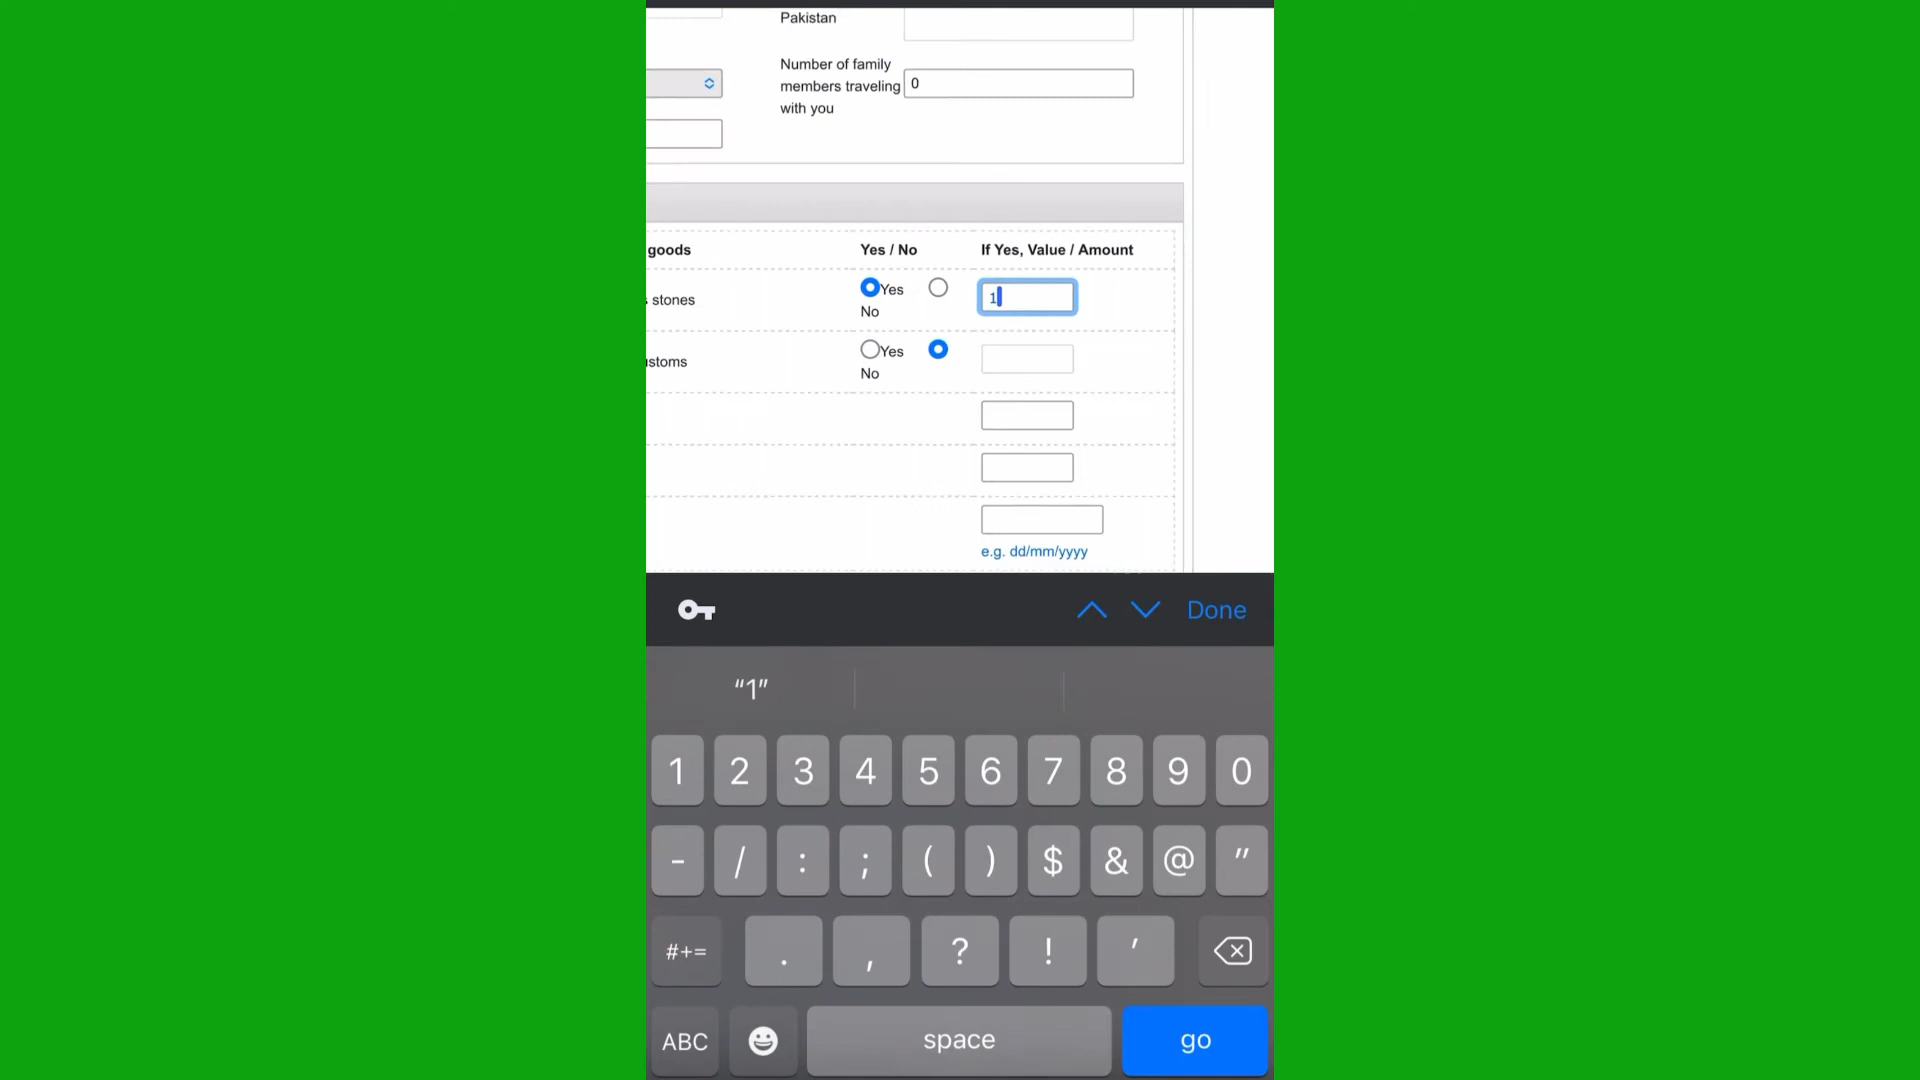 Pakistan
Number of family
members traveling
with you
0
goods
Yes / No
If Yes, Value / Amount
stones
Yes
No
1
Yes
No
e.g. dd/mm/yyyy
Done
“1”
1 2 3 4 5 6 7 8 9 0
- / : ; ( ) $ & @ "
#+= . , ? ! '
ABC space go